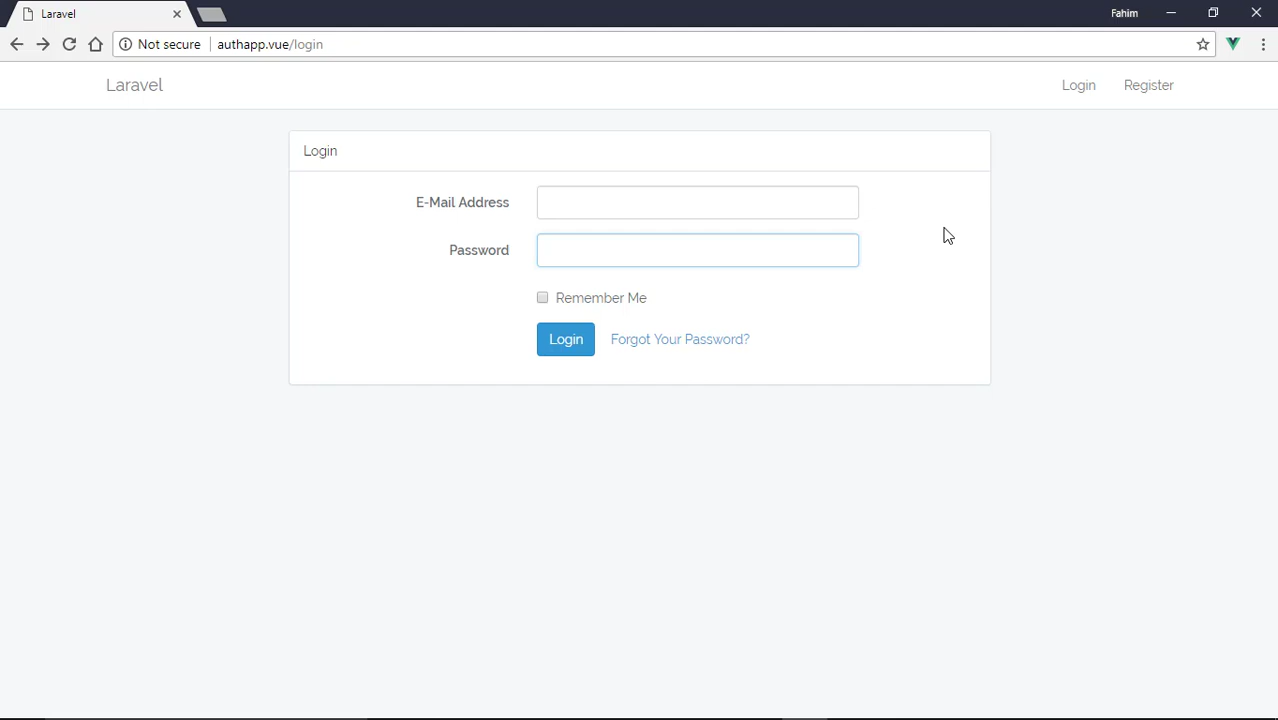 Laravel
Fahim
Not secure authapp.vue/login
Laravel Login Register
Login
E-Mail Address
Password
Remember Me
Login Forgot Your Password?